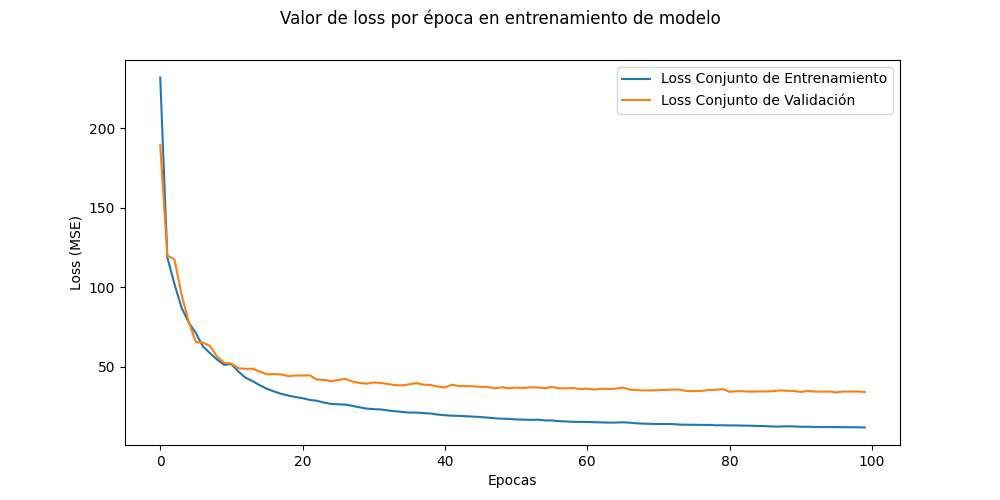 Valor de loss por época en entrenamiento de modelo
Loss Conjunto de Entrenamiento
Loss Conjunto de Validación
Loss (MSE)
200
150
100
50
0
20
40
60
80
100
Epocas